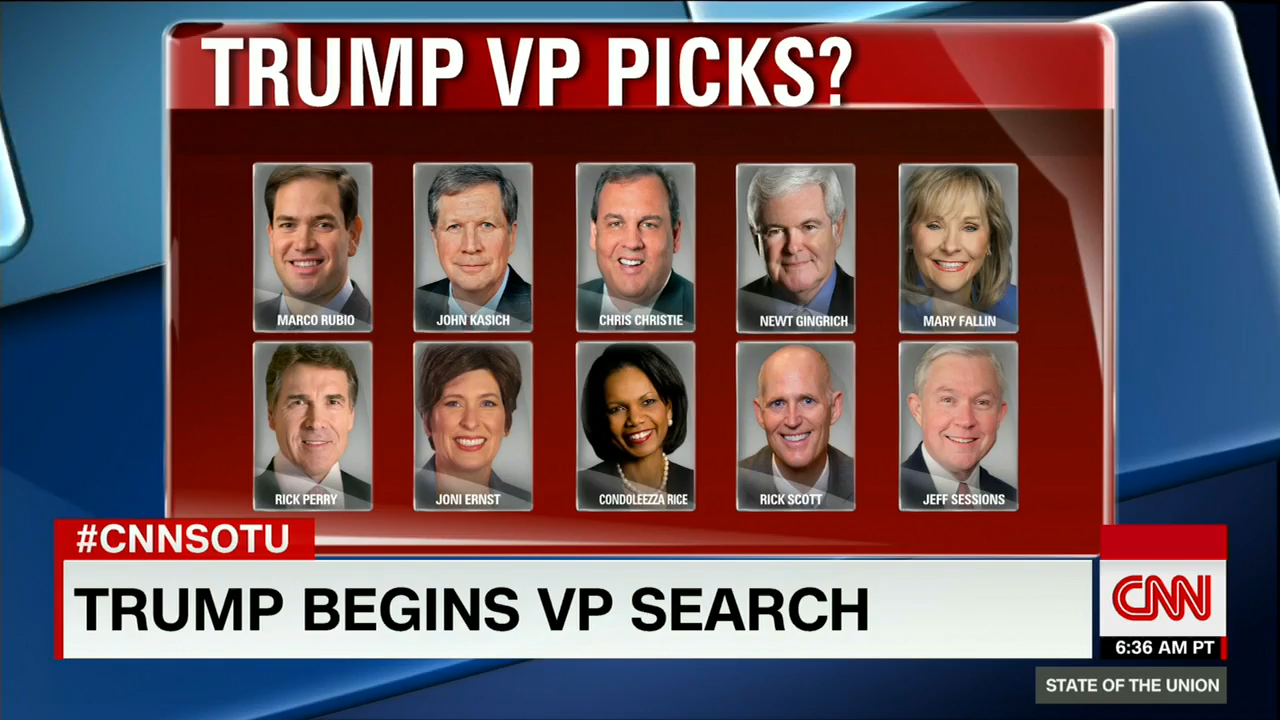 TRUMP VP PICKS?
MARCO RUBIO
JOHN KASICH
CHRIS CHRISTIE
NEWT GINGRICH
MARY FALLIN
RICK PERRY
JONI ERNST
CONDOLEEZZA RICE
RICK SCOTT
JEFF SESSIONS
#CNNSOTU
TRUMP BEGINS VP SEARCH
CNN
6:36 AM PT
STATE OF THE UNION